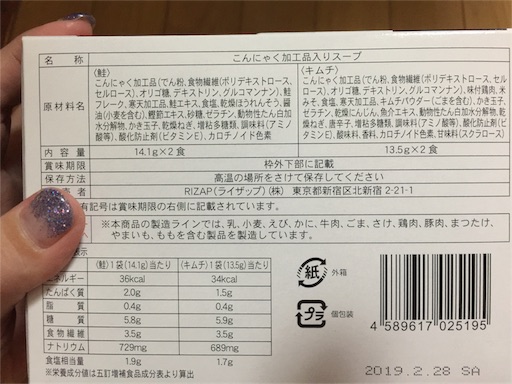 名　称　こんにゃく加工品入りスープ
原材料名
〈鮭〉
こんにゃく加工品(でん粉、食物繊維(ポリデキストロース、
セルロース)、オリゴ糖、デキストリン、グルコマンナン)、鮭
フレーク、寒天加工品、鮭エキス、食塩、乾燥ほうれんそう、醤
油(小麦を含む)、鰹節エキス、砂糖、ゼラチン、動物性たん白加
水分解物、かき玉子、乾燥ねぎ、増粘多糖類、調味料(アミノ
酸等)、酸化防止剤(ビタミンE)、カロチノイド色素
〈キムチ〉
こんにゃく加工品(でん粉、食物繊維(ポリデキストロース、セ
ルロース)、オリゴ糖、デキストリン、グルコマンナン)、味付鶏肉、米
みそ、食塩、寒天加工品、キムチパウダー(ごまを含む)、かき玉子、
ゼラチン、乾燥にんじん、魚介エキス、動物性たん白加水分解物、
乾燥ねぎ、唐辛子、増粘多糖類、調味料(アミノ酸等)、酸化防止剤(ビ
タミンE)、酸味料、香料、カロチノイド色素、甘味料(スクラロース)
内容量　14.1g×2食　13.5g×2食
賞味期限　枠外下部に記載
保存方法　高温の場所をさけて保存してください
者　RIZAP(ライザップ)(株)　東京都新宿区北新宿2-21-1
有記号は賞味期限の右側に記載されています。
※本商品の製造ラインでは、乳、小麦、えび、かに、牛肉、ごま、さけ、鶏肉、豚肉、まつたけ、
やまいも、ももを含む製品を製造しています。
表示
(鮭)1袋(14.1g)当たり　(キムチ)1袋(13.5g)当たり
ネルギー　36kcal　34kcal
たんぱく質　2.0g　1.5g
脂質　0.4g　0.4g
糖質　5.8g　5.9g
食物繊維　3.5g　3.5g
ナトリウム　729mg　689mg
食塩相当量　1.9g　1.7g
※栄養成分値は五訂増補食品成分表より算出
紙　外箱
プラ　個包装
4 589617 025195
2019.2.28 SA